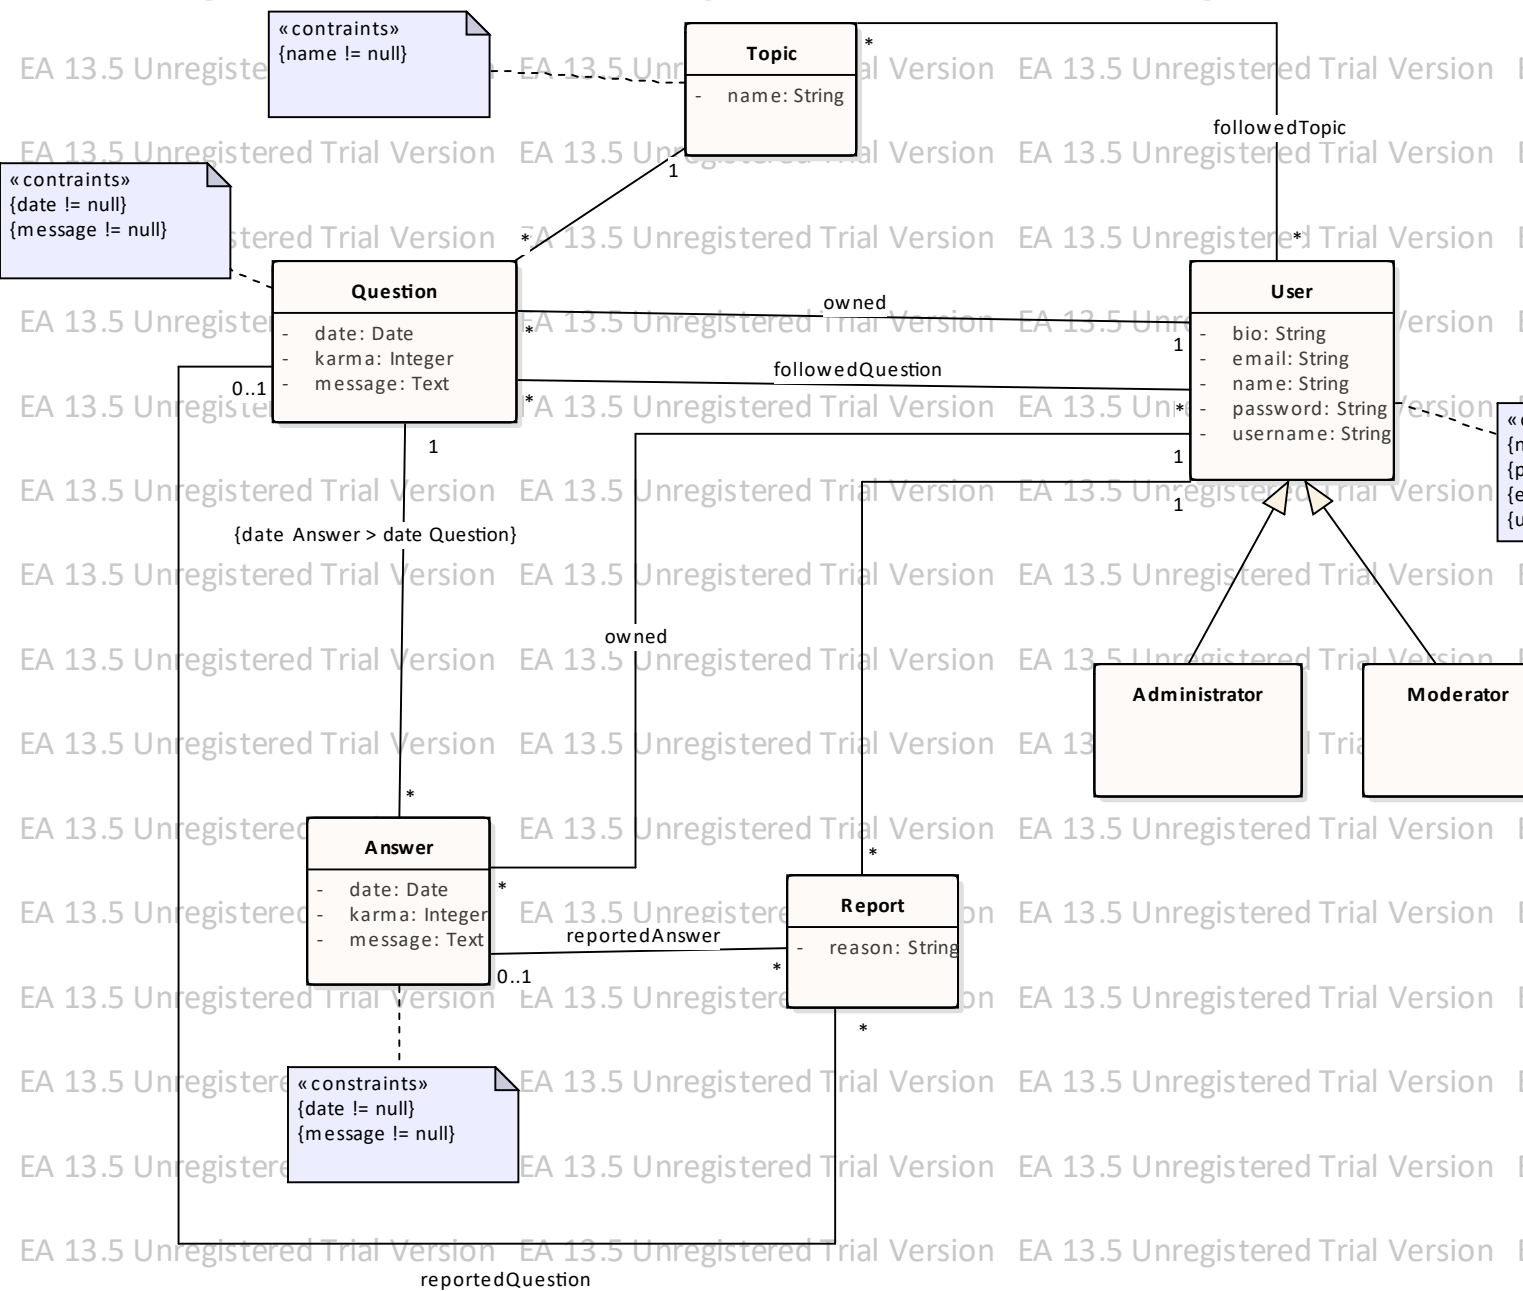 «contraints»
{name != null}
Topic
- name: String
*
followedTopic
*
1
*
«contraints»
{date != null}
{message != null}
Question
- date: Date
- karma: Integer
- message: Text
owned
*
1
followedQuestion
*
*
User
- bio: String
- email: String
- name: String
- password: String
- username: String
0..1
1
1
1
{date Answer > date Question}
owned
Administrator
Moderator
*
Answer
- date: Date
- karma: Integer
- message: Text
*
*
Report
- reason: String
reportedAnswer
0..1
*
*
«constraints»
{date != null}
{message != null}
reportedQuestion
EA 13.5 Unregistered Trial Version